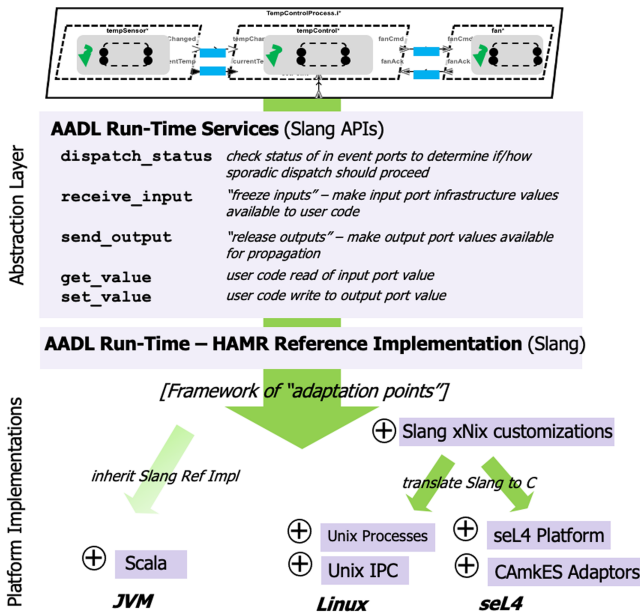 TempControlProcess.i*
tempSensor*
tempControl*
fan*
Changed
tempCha
fanCmd
fanCmd
entTemp
currentT
fanAck
fanAck
AADL Run-Time Services (Slang APIs)
dispatch_status
check status of in event ports to determine if/how
sporadic dispatch should proceed
receive_input
“freeze inputs” – make input port infrastructure values
available to user code
send_output
“release outputs” – make output port values available
for propagation
get_value
user code read of input port value
set_value
user code write to output port value
Abstraction Layer
AADL Run-Time – HAMR Reference Implementation (Slang)
[Framework of “adaptation points”]
Slang xNix customizations
inherit Slang Ref Impl
translate Slang to C
Platform Implementations
Unix Processes
seL4 Platform
Scala
Unix IPC
CAmkES Adaptors
JVM
Linux
seL4